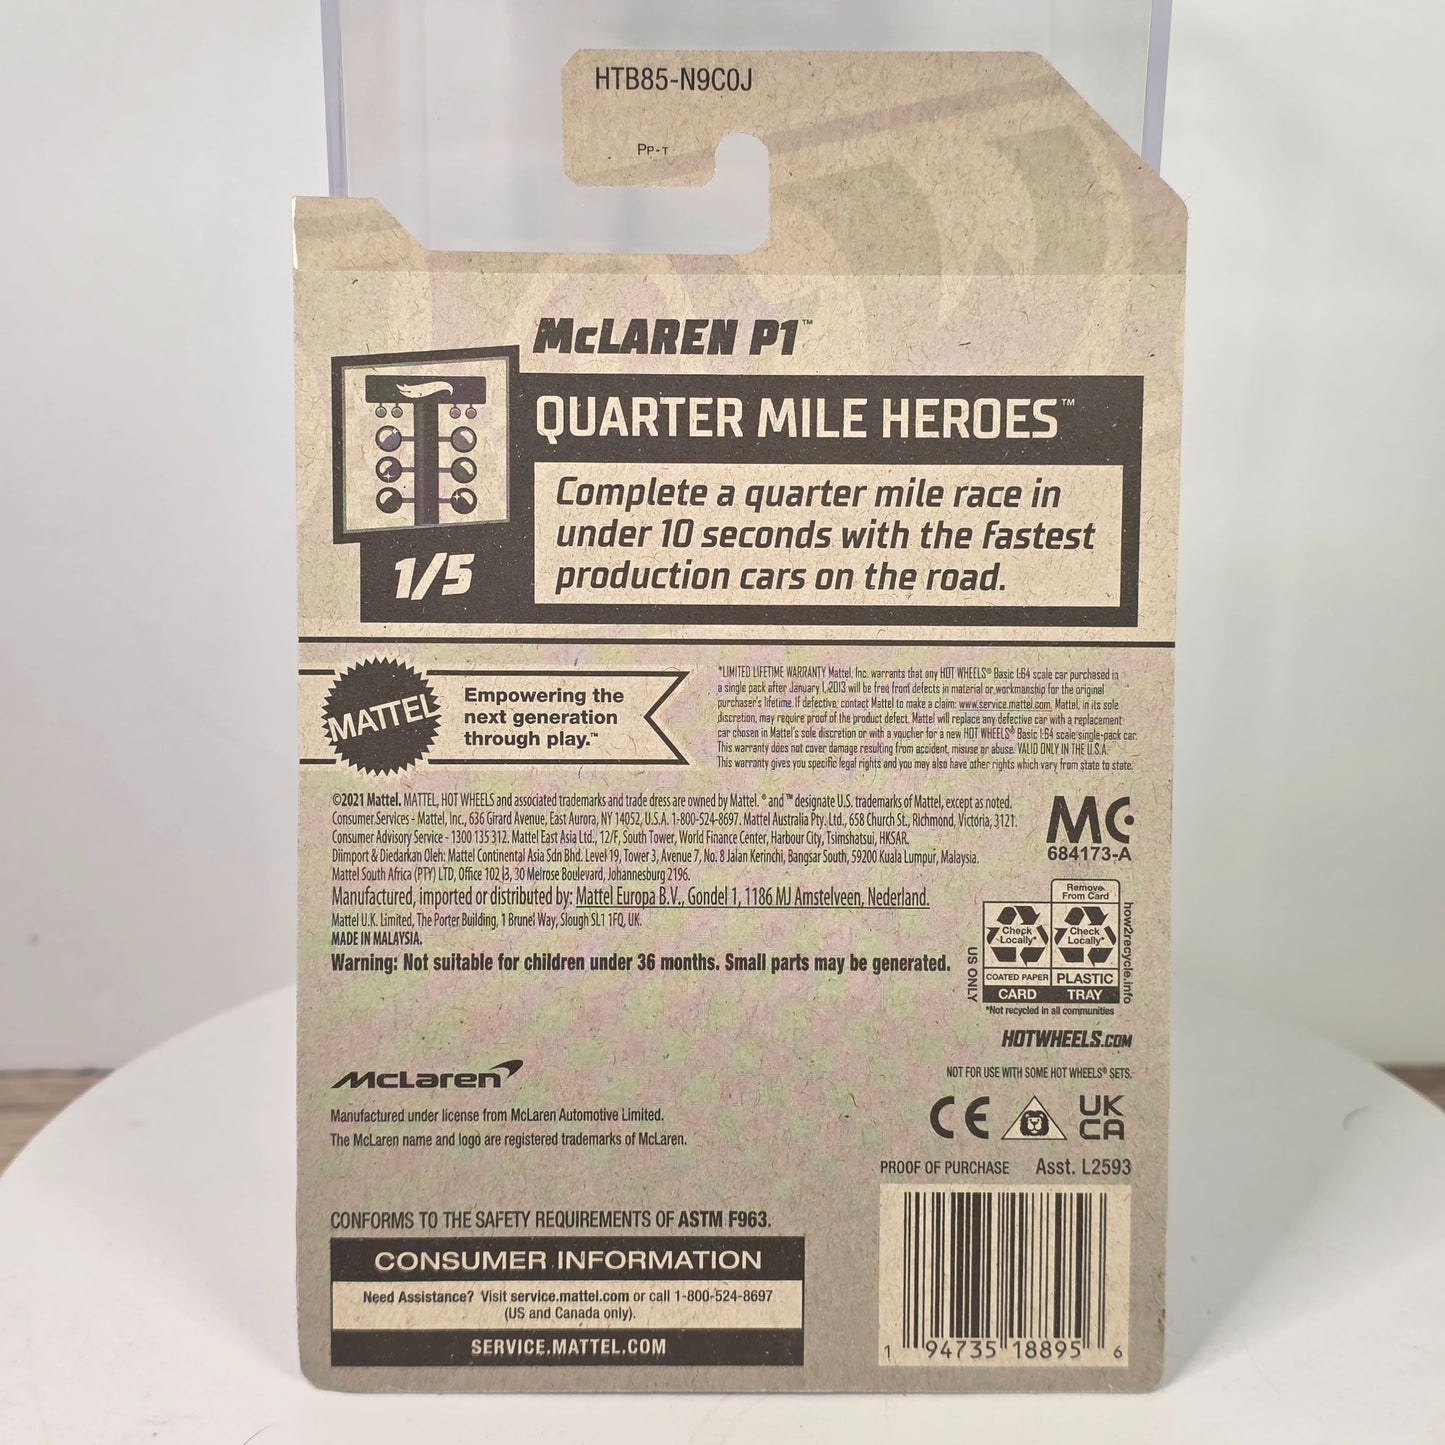 HTB85-N9C0J
PP-T
McLAREN P1™
QUARTER MILE HEROES™
Complete a quarter mile race in
under 10 seconds with the fastest
production cars on the road.
1/5
MATTEL
Empowering the
next generation
through play.™
*LIMITED LIFETIME WARRANTY Mattel, Inc. warrants that any HOT WHEELS® Basic 1:64 scale car purchased in
a single pack after January 1, 2013 will be free from defects in material or workmanship for the original
purchaser's lifetime. If defective, contact Mattel to make a claim: www.service.mattel.com. Mattel, in its sole
discretion, may require proof of the product defect. Mattel will replace any defective car with a replacement
car chosen in Mattel's sole discretion or with a voucher for a new HOT WHEELS® Basic 1:64 scale single-pack car.
This warranty does not cover damage resulting from accident, misuse or abuse. VALID ONLY IN THE U.S.A.
This warranty gives you specific legal rights and you may also have other rights which vary from state to state.
©2021 Mattel. MATTEL, HOT WHEELS and associated trademarks and trade dress are owned by Mattel. ® and ™ designate U.S. trademarks of Mattel, except as noted.
Consumer Services - Mattel, Inc., 636 Girard Avenue, East Aurora, NY 14052, U.S.A. 1-800-524-8697. Mattel Australia Pty. Ltd., 658 Church St., Richmond, Victoria, 3121.
Consumer Advisory Service - 1300 135 312. Mattel East Asia Ltd., 12/F, South Tower, World Finance Center, Harbour City, Tsimshatsui, HKSAR.
Diimport & Diedarkan Oleh: Mattel Continental Asia Sdn Bhd. Level 19, Tower 3, Avenue 7, No. 8 Jalan Kerinchi, Bangsar South, 59200 Kuala Lumpur, Malaysia.
Mattel South Africa (PTY) LTD, Office 102 I3, 30 Melrose Boulevard, Johannesburg 2196.
Manufactured, imported or distributed by: Mattel Europa B.V., Gondel 1, 1186 MJ Amstelveen, Nederland.
Mattel U.K. Limited, The Porter Building, 1 Brunel Way, Slough SL1 1FQ, UK.
MADE IN MALAYSIA.
Warning: Not suitable for children under 36 months. Small parts may be generated.
MC
684173-A
Remove
From Card
Check
Locally*
Check
Locally*
COATED PAPER
PLASTIC
CARD
TRAY
US ONLY
how2recycle.info
*Not recycled in all communities
HOTWHEELS.COM
NOT FOR USE WITH SOME HOT WHEELS® SETS.
McLaren
Manufactured under license from McLaren Automotive Limited.
The McLaren name and logo are registered trademarks of McLaren.
CE
UK
CA
PROOF OF PURCHASE Asst. L2593
CONFORMS TO THE SAFETY REQUIREMENTS OF ASTM F963.
CONSUMER INFORMATION
Need Assistance? Visit service.mattel.com or call 1-800-524-8697
(US and Canada only).
SERVICE.MATTEL.COM
1 94735 18895 6